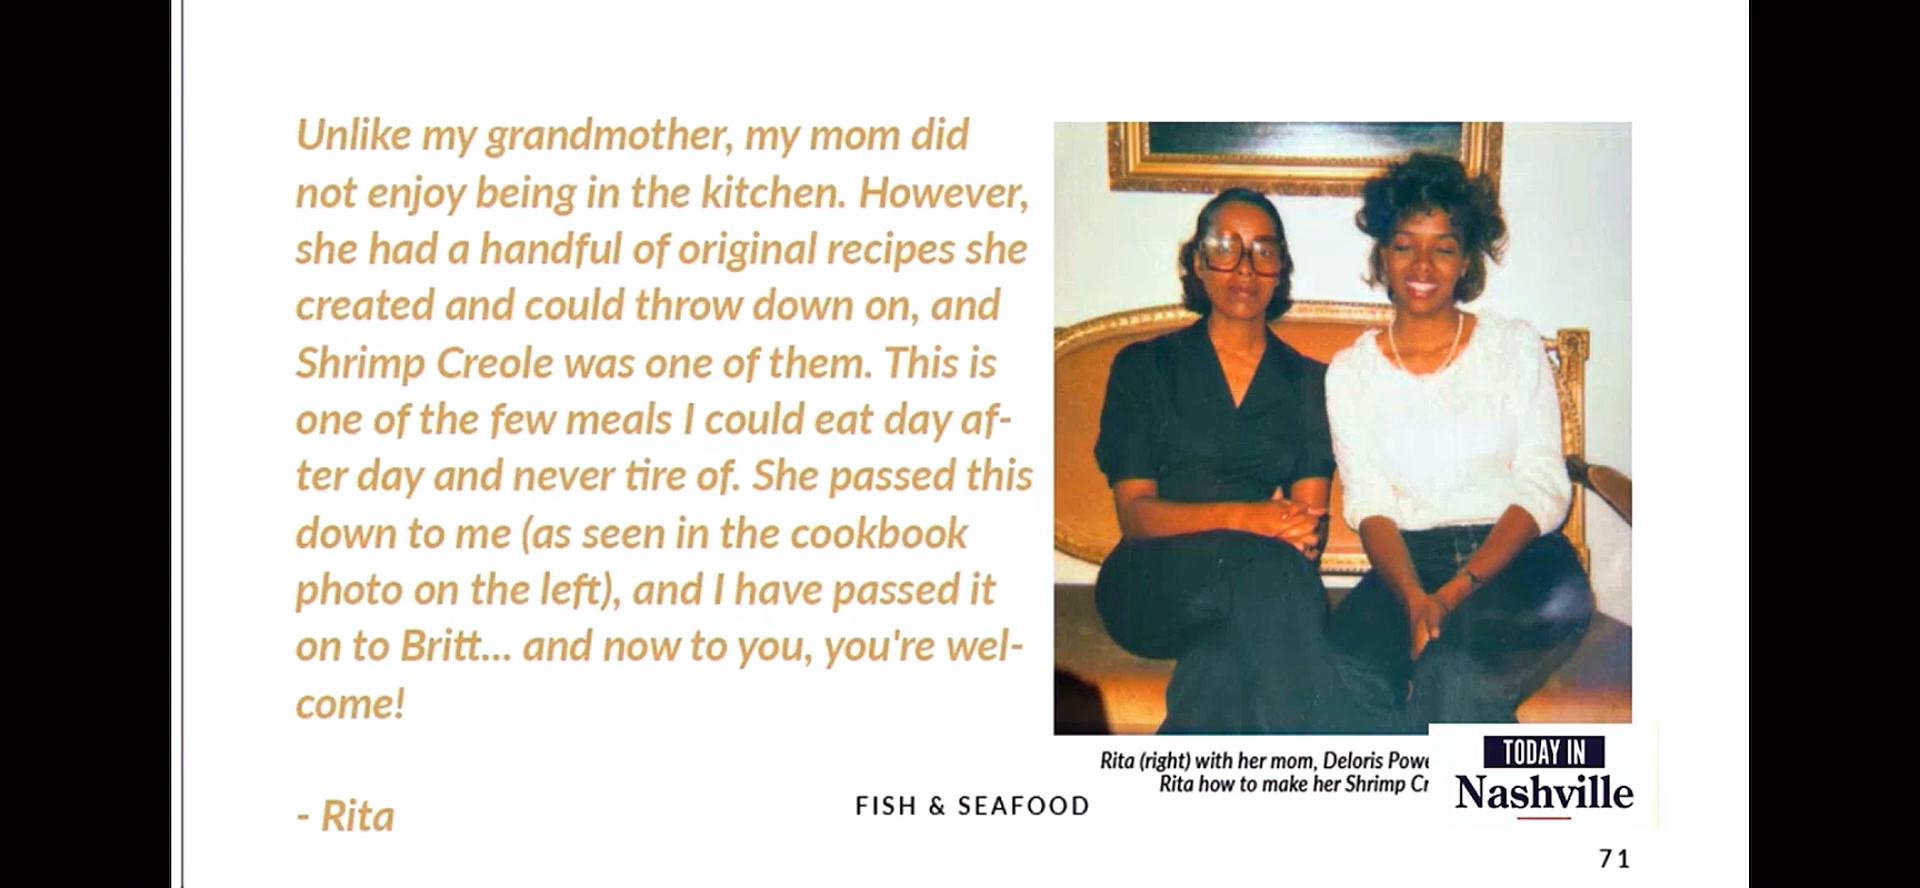 Unlike my grandmother, my mom did
not enjoy being in the kitchen. However,
she had a handful of original recipes she
created and could throw down on, and
Shrimp Creole was one of them. This is
one of the few meals I could eat day af-
ter day and never tire of. She passed this
down to me (as seen in the cookbook
photo on the left), and I have passed it
on to Britt... and now to you, you're wel-
come!
- Rita
Rita (right) with her mom, Deloris Powe
Rita how to make her Shrimp Cr
FISH & SEAFOOD
TODAY IN
Nashville
71